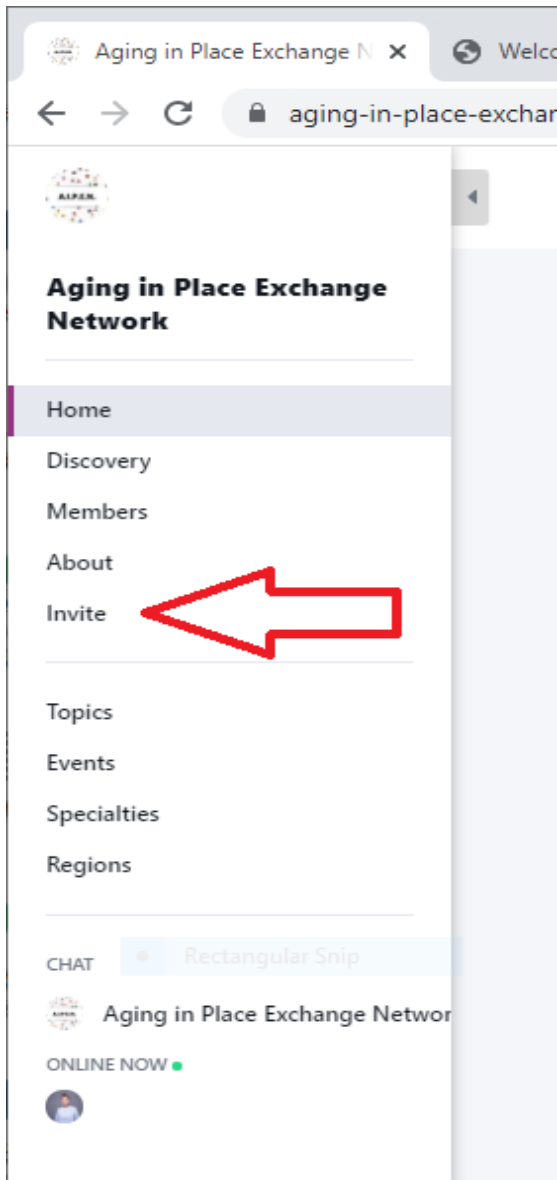 Aging in Place Exchange N
Welco
aging-in-place-exchan
A.I.P.E.N.
Aging in Place Exchange
Network
Home
Discovery
Members
About
Invite
Topics
Events
Specialties
Regions
Rectangular Snip
CHAT
Aging in Place Exchange Networ
ONLINE NOW